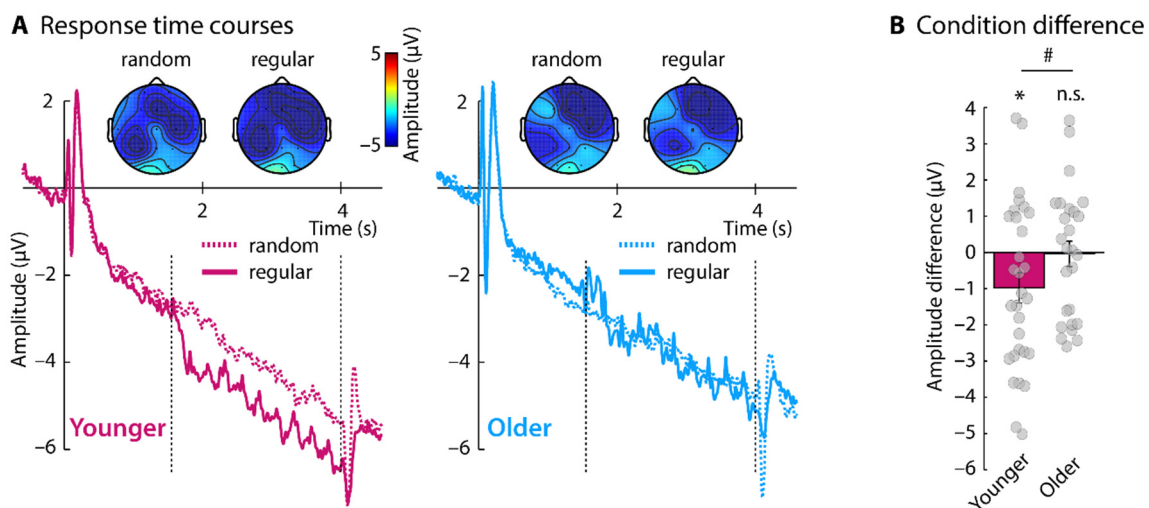 A Response time courses
random
regular
5
−5
Amplitude (µV)
2
−2
−4
−6
Amplitude (µV)
2
4
Time (s)
random
regular
Younger
random
regular
2
−2
−4
−6
2
4
Time (s)
random
regular
Older
B Condition difference
#
*
n.s.
4
3
2
1
0
−1
−2
−3
−4
−5
−6
Amplitude difference (µV)
Younger
Older